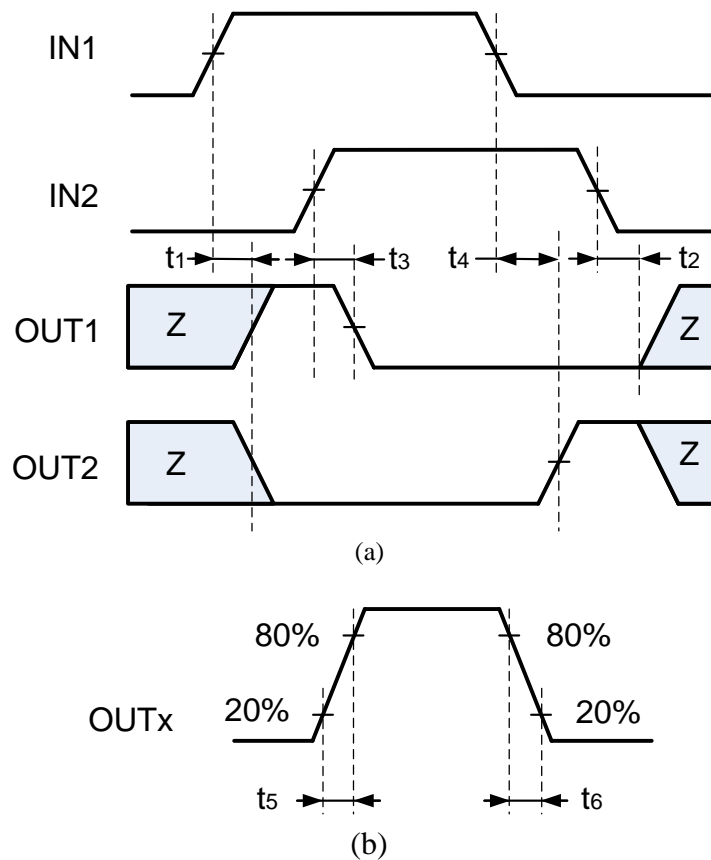 IN1
IN2
t1
t3
t4
t2
OUT1
Z
Z
OUT2
Z
Z
(a)
80%
80%
20%
20%
OUTx
t5
t6
(b)